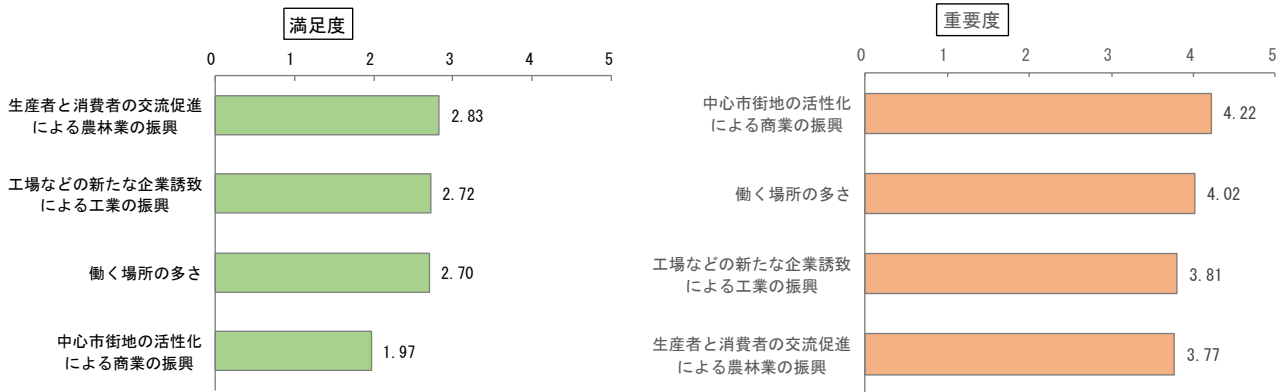 満足度
0 1 2 3 4 5
生産者と消費者の交流促進
による農林業の振興
2.83
工場などの新たな企業誘致
による工業の振興
2.72
働く場所の多さ
2.70
中心市街地の活性化
による商業の振興
1.97
重要度
0 1 2 3 4 5
中心市街地の活性化
による商業の振興
4.22
働く場所の多さ
4.02
工場などの新たな企業誘致
による工業の振興
3.81
生産者と消費者の交流促進
による農林業の振興
3.77